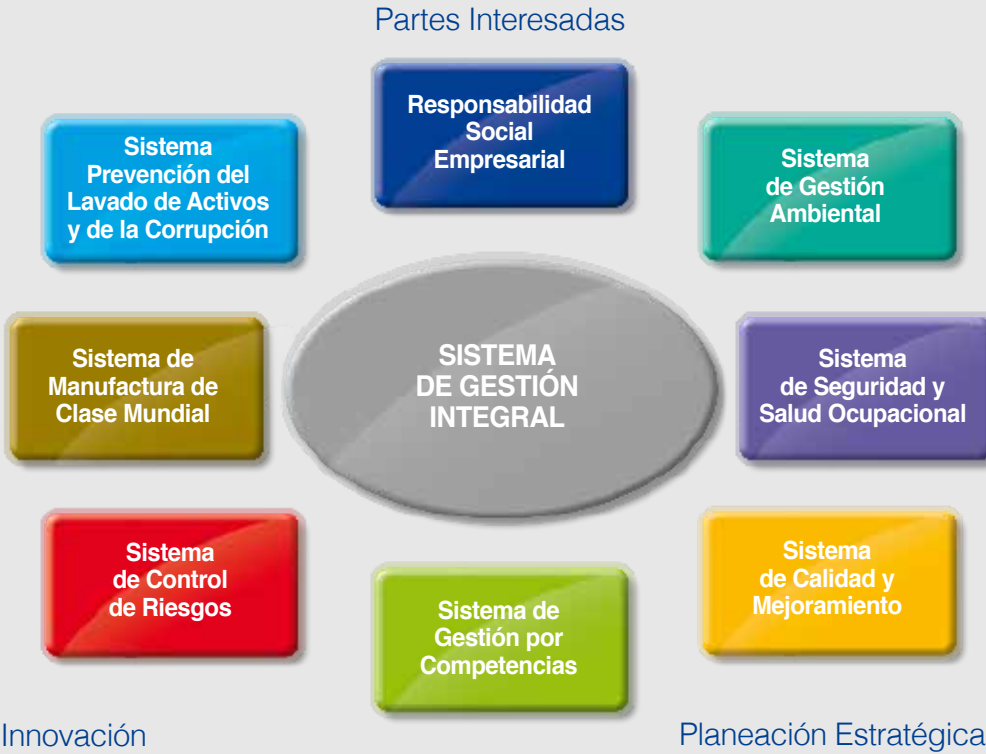 Partes Interesadas
Responsabilidad
Social
Empresarial
Sistema
Prevención del
Lavado de Activos
y de la Corrupción
Sistema
de Gestión
Ambiental
SISTEMA
DE GESTIÓN
INTEGRAL
Sistema de
Manufactura de
Clase Mundial
Sistema
de Seguridad y
Salud Ocupacional
Sistema
de Control
de Riesgos
Sistema
de Calidad y
Mejoramiento
Sistema de
Gestión por
Competencias
Innovación
Planeación Estratégica